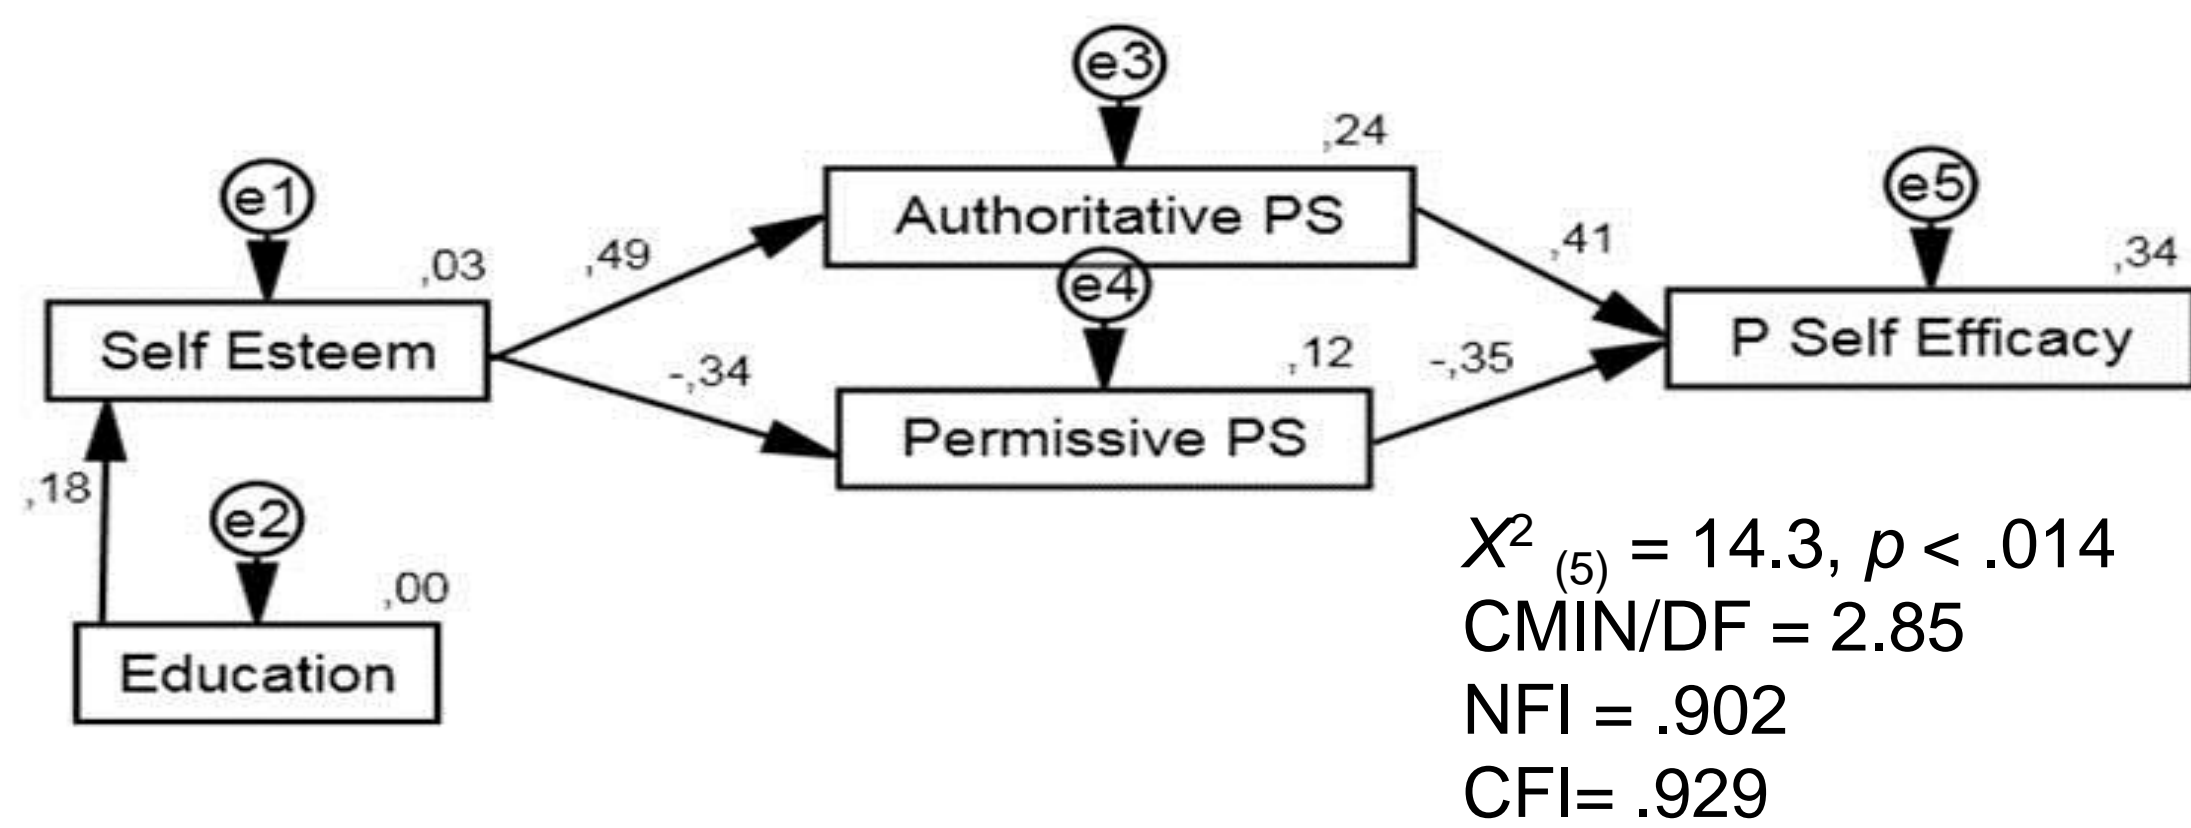 e3
,24
e1
Authoritative PS
e5
,03
,49
,41
,34
e4
Self Esteem
P Self Efficacy
-,34
,12
-,35
Permissive PS
,18
e2
,00
Education
X² (5) = 14.3, p < .014
CMIN/DF = 2.85
NFI = .902
CFI= .929